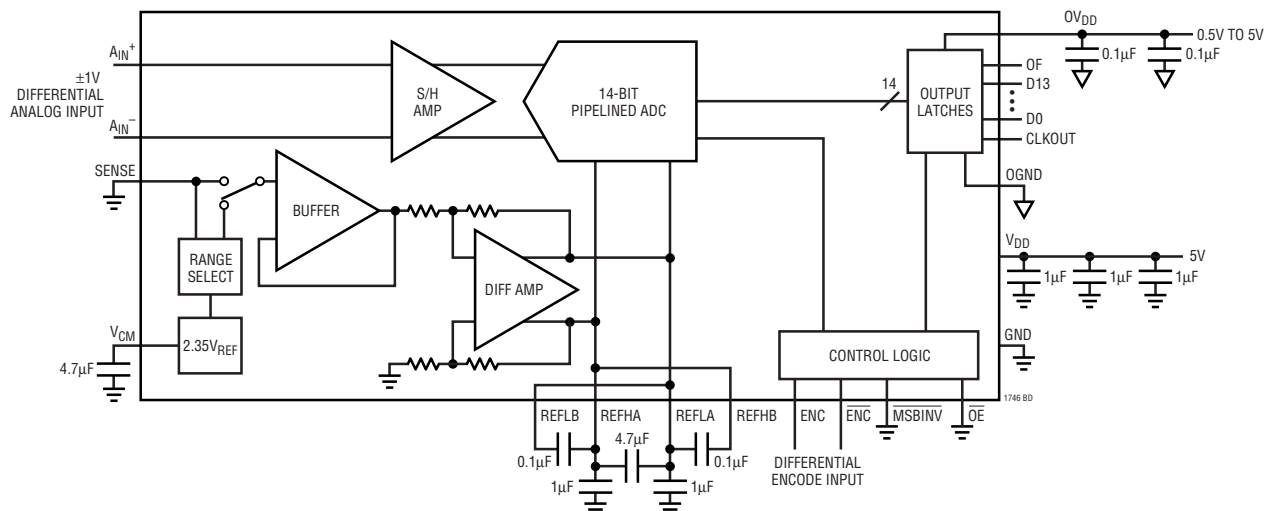 OV_DD
0.5V TO 5V
0.1µF
0.1µF
A_IN+
±1V
DIFFERENTIAL
ANALOG INPUT
A_IN−
S/H
AMP
14-BIT
PIPELINED ADC
14
OUTPUT
LATCHES
OF
D13
D0
CLKOUT
OGND
SENSE
BUFFER
RANGE
SELECT
DIFF AMP
V_DD
5V
1µF
1µF
1µF
V_CM
2.35V_REF
4.7µF
CONTROL LOGIC
GND
1746 BD
REFLB
REFHA
REFLA
REFHB
ENC
E̅N̅C̅
M̅S̅B̅I̅N̅V̅
O̅E̅
4.7µF
0.1µF
0.1µF
1µF
1µF
DIFFERENTIAL
ENCODE INPUT